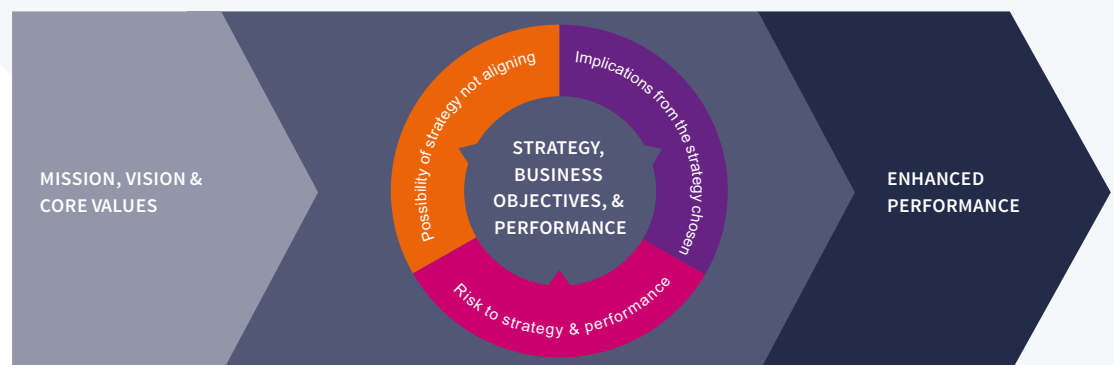 MISSION, VISION &
CORE VALUES
Possibility of strategy not aligning
Implications from the strategy chosen
STRATEGY,
BUSINESS
OBJECTIVES, &
PERFORMANCE
Risk to strategy & performance
ENHANCED
PERFORMANCE